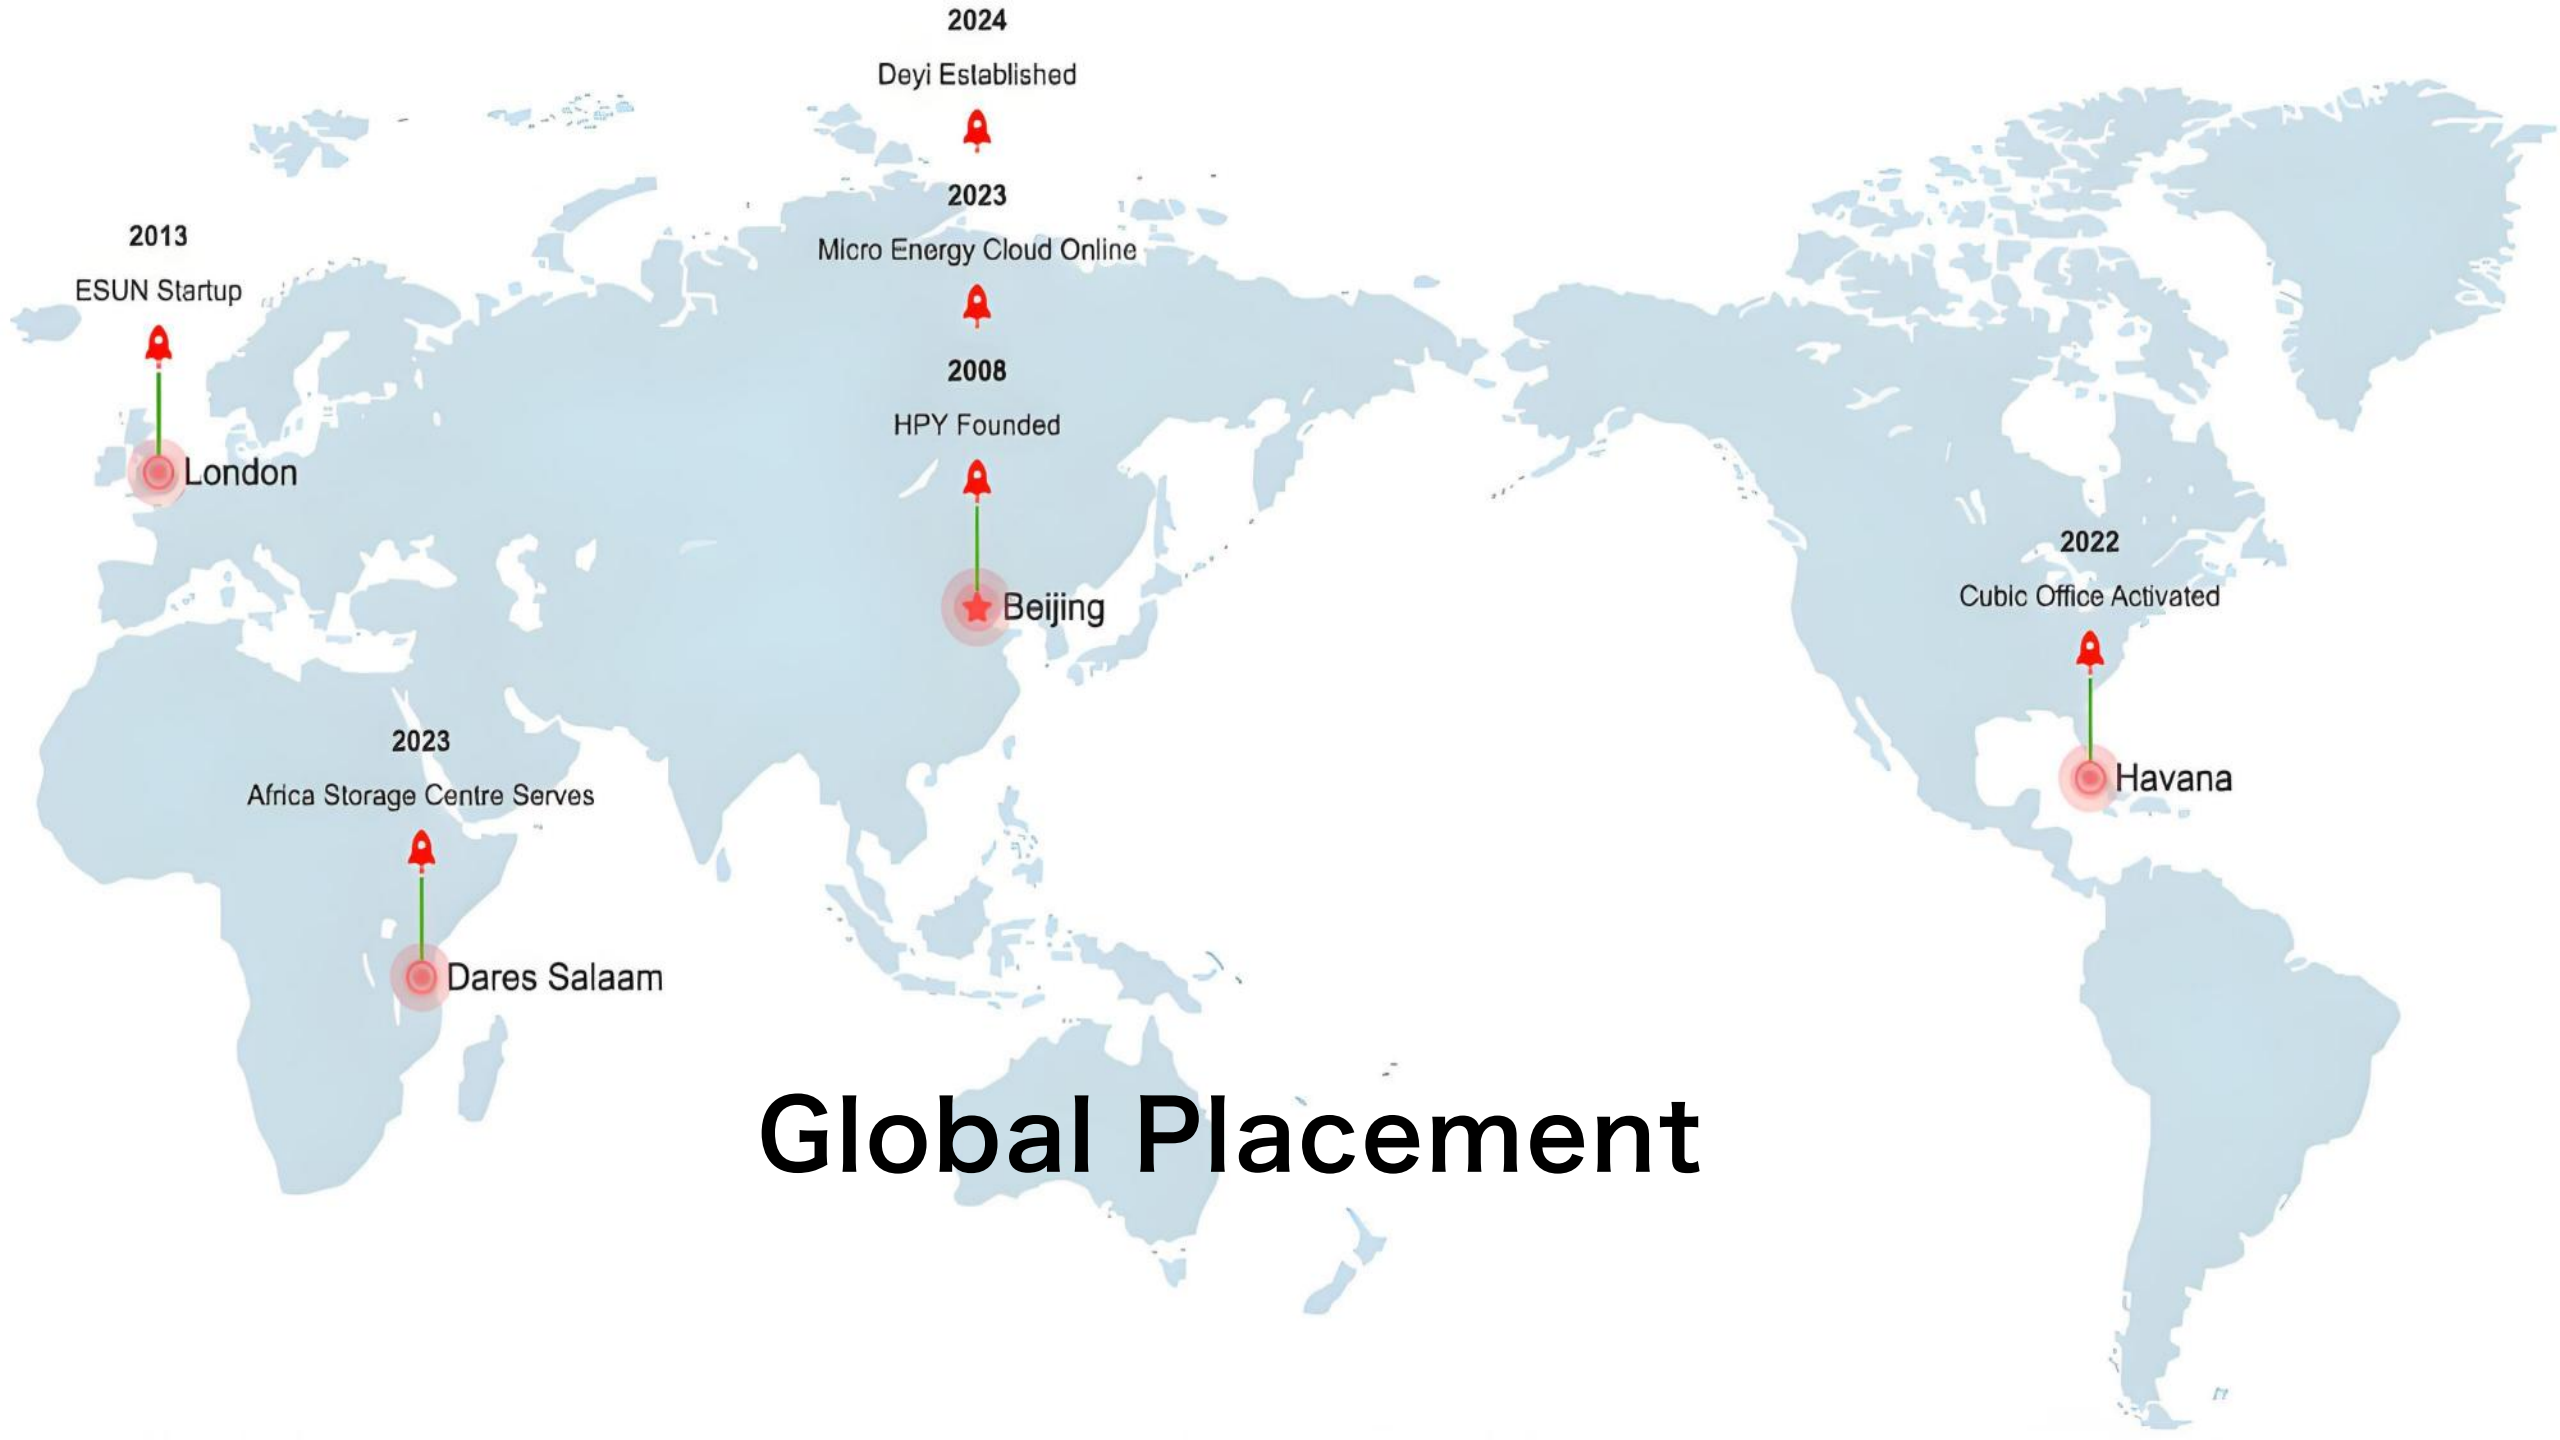 2024
Deyi Established
2023
Micro Energy Cloud Online
2008
HPY Founded
Beijing
2013
ESUN Startup
London
2022
Cubic Office Activated
Havana
2023
Africa Storage Centre Serves
Dares Salaam
Global Placement